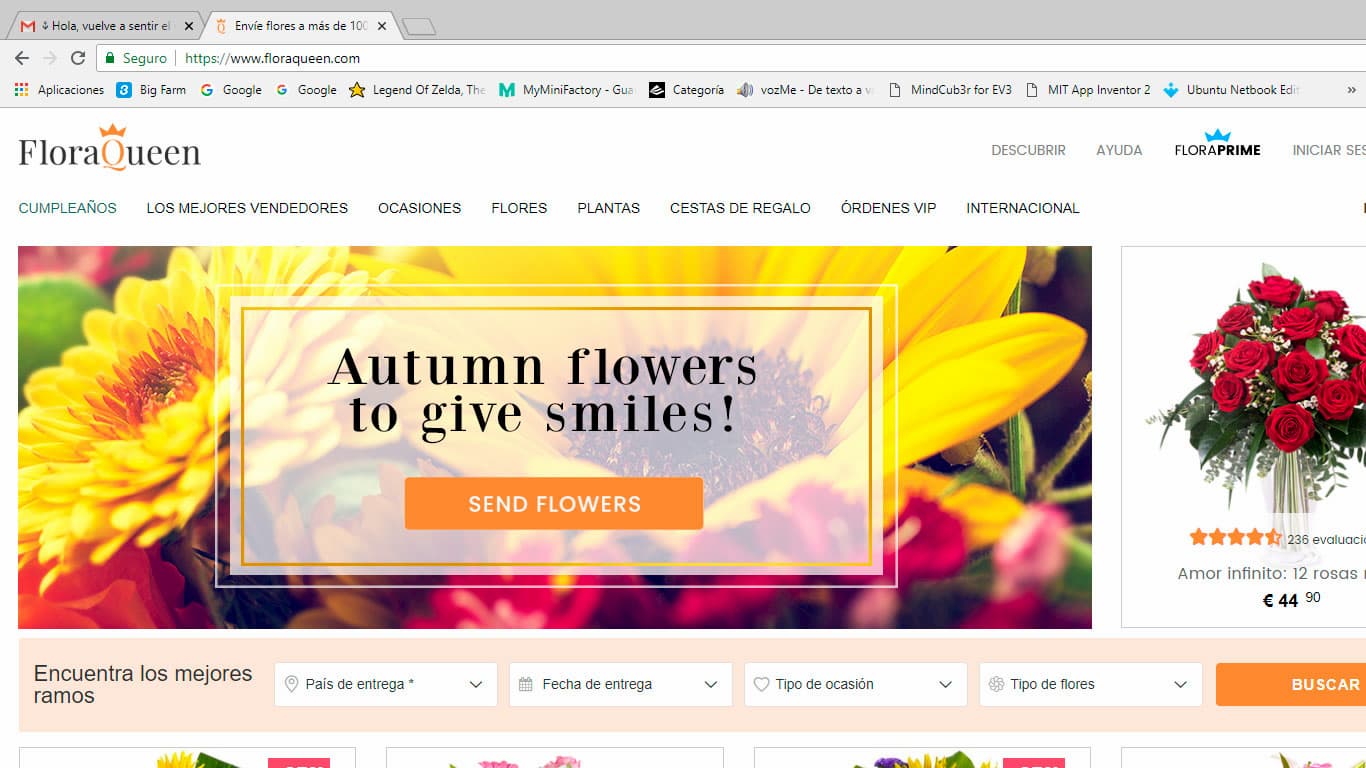 Hola, vuelve a sentir el
Envíe flores a más de 100
Seguro
https://www.floraqueen.com
Aplicaciones
Big Farm
Google
Google
Legend Of Zelda, The
MyMiniFactory - Gua
Categoría
vozMe - De texto a v
MindCub3r for EV3
MIT App Inventor 2
Ubuntu Netbook Edit
»
FloraQueen
DESCUBRIR
AYUDA
FLORAPRIME
INICIAR SES
CUMPLEAÑOS
LOS MEJORES VENDEDORES
OCASIONES
FLORES
PLANTAS
CESTAS DE REGALO
ÓRDENES VIP
INTERNACIONAL
Autumn flowers
to give smiles!
SEND FLOWERS
236 evaluacio
Amor infinito: 12 rosas
€ 44 90
Encuentra los mejores
ramos
País de entrega *
Fecha de entrega
Tipo de ocasión
Tipo de flores
BUSCAR